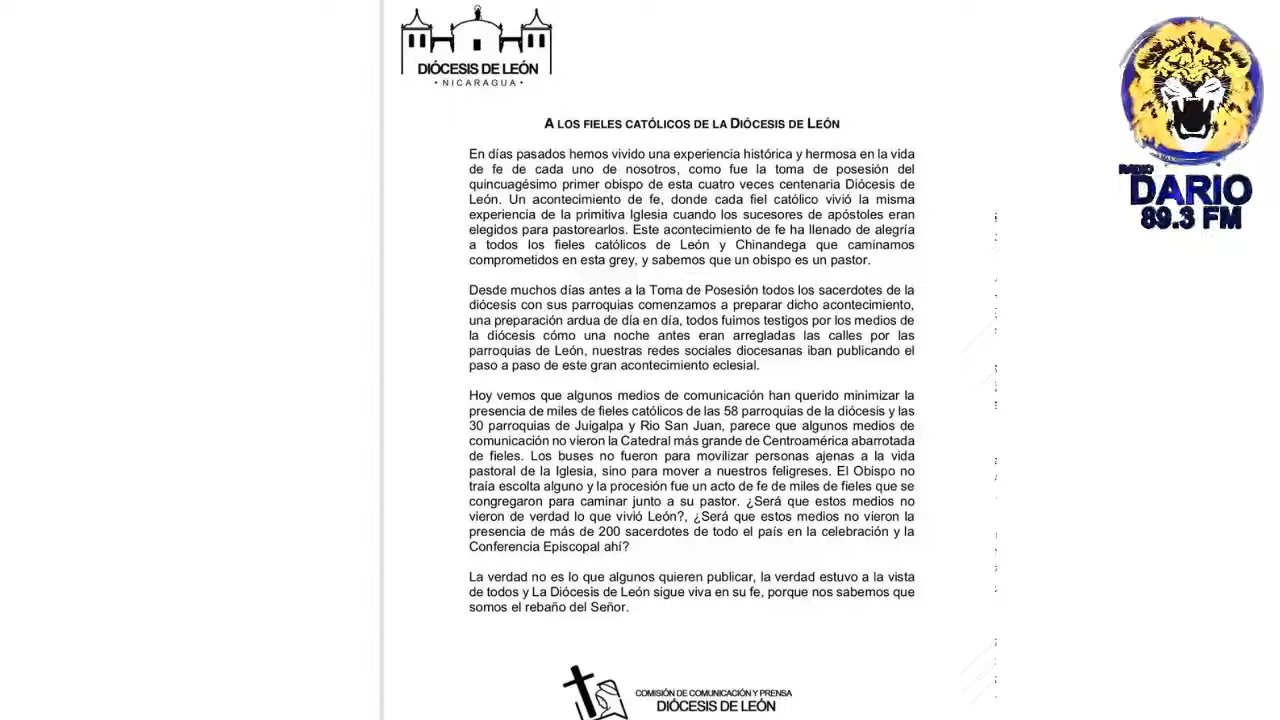 DIÓCESIS DE LEÓN
• NICARAGUA •
A LOS FIELES CATÓLICOS DE LA DIÓCESIS DE LEÓN
En días pasados hemos vivido una experiencia histórica y hermosa en la vida
de fe de cada uno de nosotros, como fue la toma de posesión del
quincuagésimo primer obispo de esta cuatro veces centenaria Diócesis de
León. Un acontecimiento de fe, donde cada fiel católico vivió la misma
experiencia de la primitiva Iglesia cuando los sucesores de apóstoles eran
elegidos para pastorearlos. Este acontecimiento de fe ha llenado de alegría
a todos los fieles católicos de León y Chinandega que caminamos
comprometidos en esta grey, y sabemos que un obispo es un pastor.
Desde muchos días antes a la Toma de Posesión todos los sacerdotes de la
diócesis con sus parroquias comenzamos a preparar dicho acontecimiento,
una preparación ardua de día en día, todos fuimos testigos por los medios de
la diócesis cómo una noche antes eran arregladas las calles por las
parroquias de León, nuestras redes sociales diocesanas iban publicando el
paso a paso de este gran acontecimiento eclesial.
Hoy vemos que algunos medios de comunicación han querido minimizar la
presencia de miles de fieles católicos de las 58 parroquias de la diócesis y las
30 parroquias de Juigalpa y Rio San Juan, parece que algunos medios de
comunicación no vieron la Catedral más grande de Centroamérica abarrotada
de fieles. Los buses no fueron para movilizar personas ajenas a la vida
pastoral de la Iglesia, sino para mover a nuestros feligreses. El Obispo no
traía escolta alguno y la procesión fue un acto de fe de miles de fieles que se
congregaron para caminar junto a su pastor. ¿Será que estos medios no
vieron de verdad lo que vivió León?, ¿Será que estos medios no vieron la
presencia de más de 200 sacerdotes de todo el país en la celebración y la
Conferencia Episcopal ahí?
La verdad no es lo que algunos quieren publicar, la verdad estuvo a la vista
de todos y La Diócesis de León sigue viva en su fe, porque nos sabemos que
somos el rebaño del Señor.
COMISIÓN DE COMUNICACIÓN Y PRENSA
DIÓCESIS DE LEÓN
RADIO
DARIO
89.3 FM